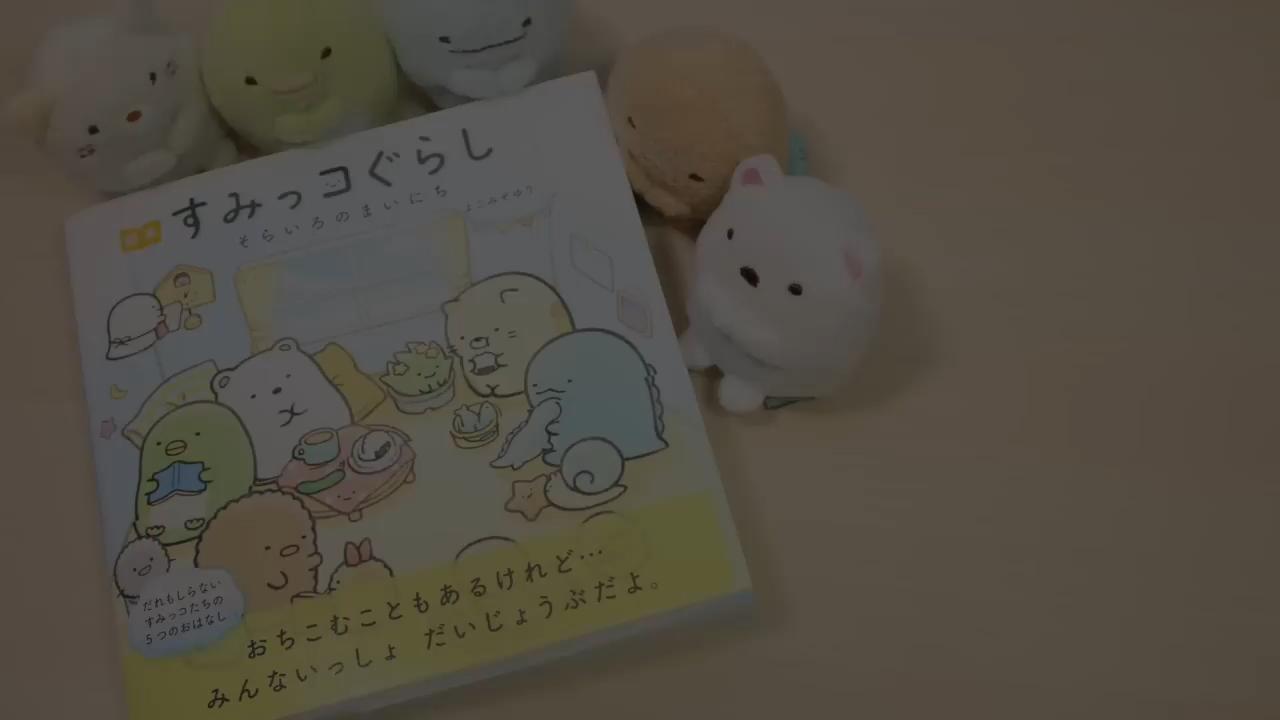 すみっコぐらし
そらいろのまいにち
よこみぞゆり
だれもしらない
すみっコたちの
5つのおはなし
おちこむこともあるけれど…
みんないっしょ だいじょうぶだよ。